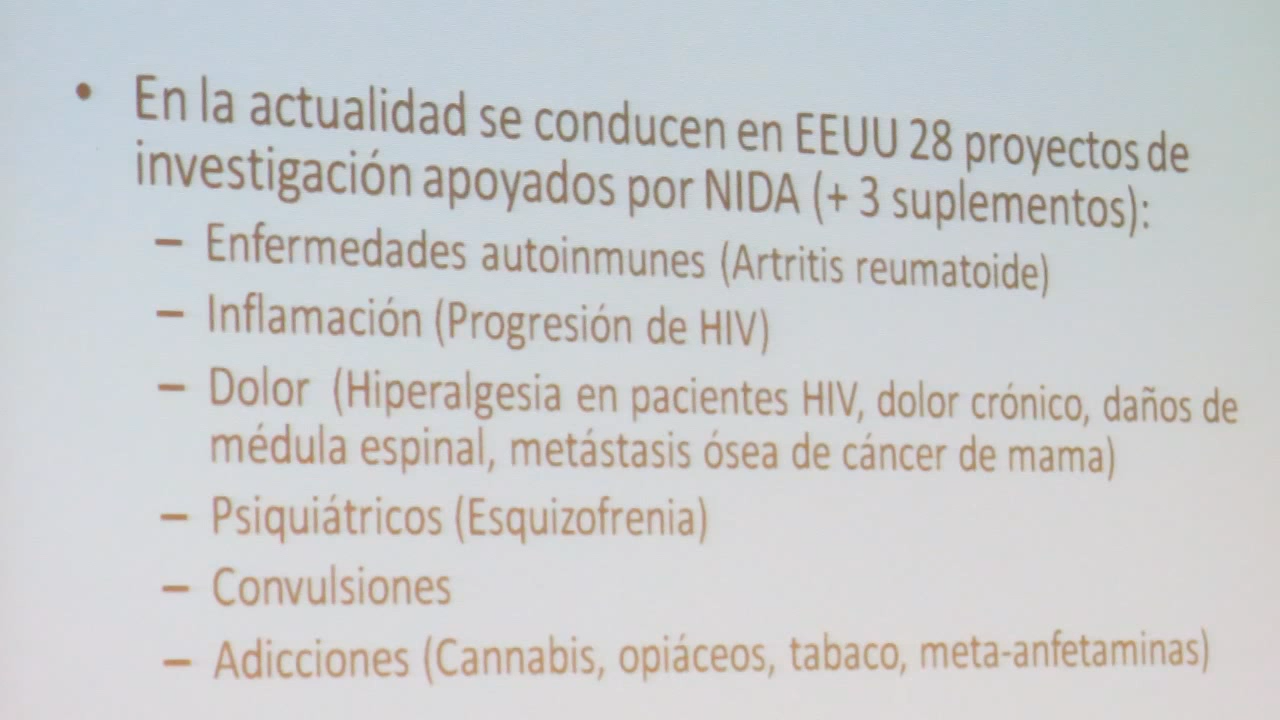 • En la actualidad se conducen en EEUU 28 proyectos de
investigación apoyados por NIDA (+ 3 suplementos):
– Enfermedades autoinmunes (Artritis reumatoide)
– Inflamación (Progresión de HIV)
– Dolor (Hiperalgesia en pacientes HIV, dolor crónico, daños de
médula espinal, metástasis ósea de cáncer de mama)
– Psiquiátricos (Esquizofrenia)
– Convulsiones
– Adicciones (Cannabis, opiáceos, tabaco, meta-anfetaminas)